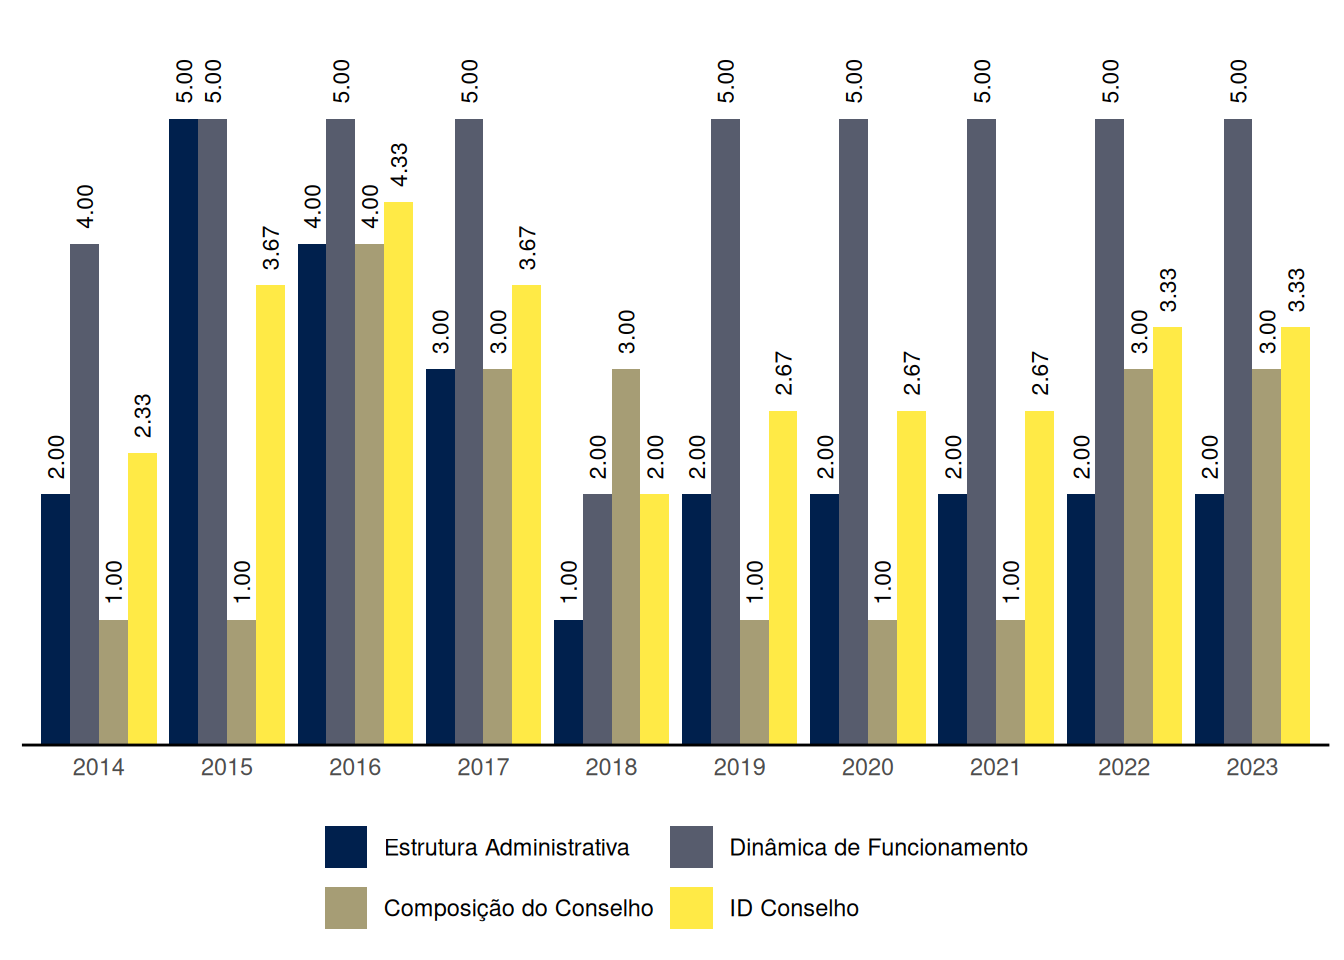 5.00 5.00 5.00 5.00 5.00 5.00 5.00 5.00 5.00
4.33
4.00 4.00 4.00
3.67 3.67
3.33 3.33
3.00 3.00 3.00 3.00 3.00
2.67 2.67 2.67
2.33
2.00 2.00 2.00 2.00 2.00 2.00 2.00 2.00
1.00 1.00 1.00 1.00 1.00 1.00
2014 2015 2016 2017 2018 2019 2020 2021 2022 2023
Estrutura Administrativa Dinâmica de Funcionamento
Composição do Conselho ID Conselho